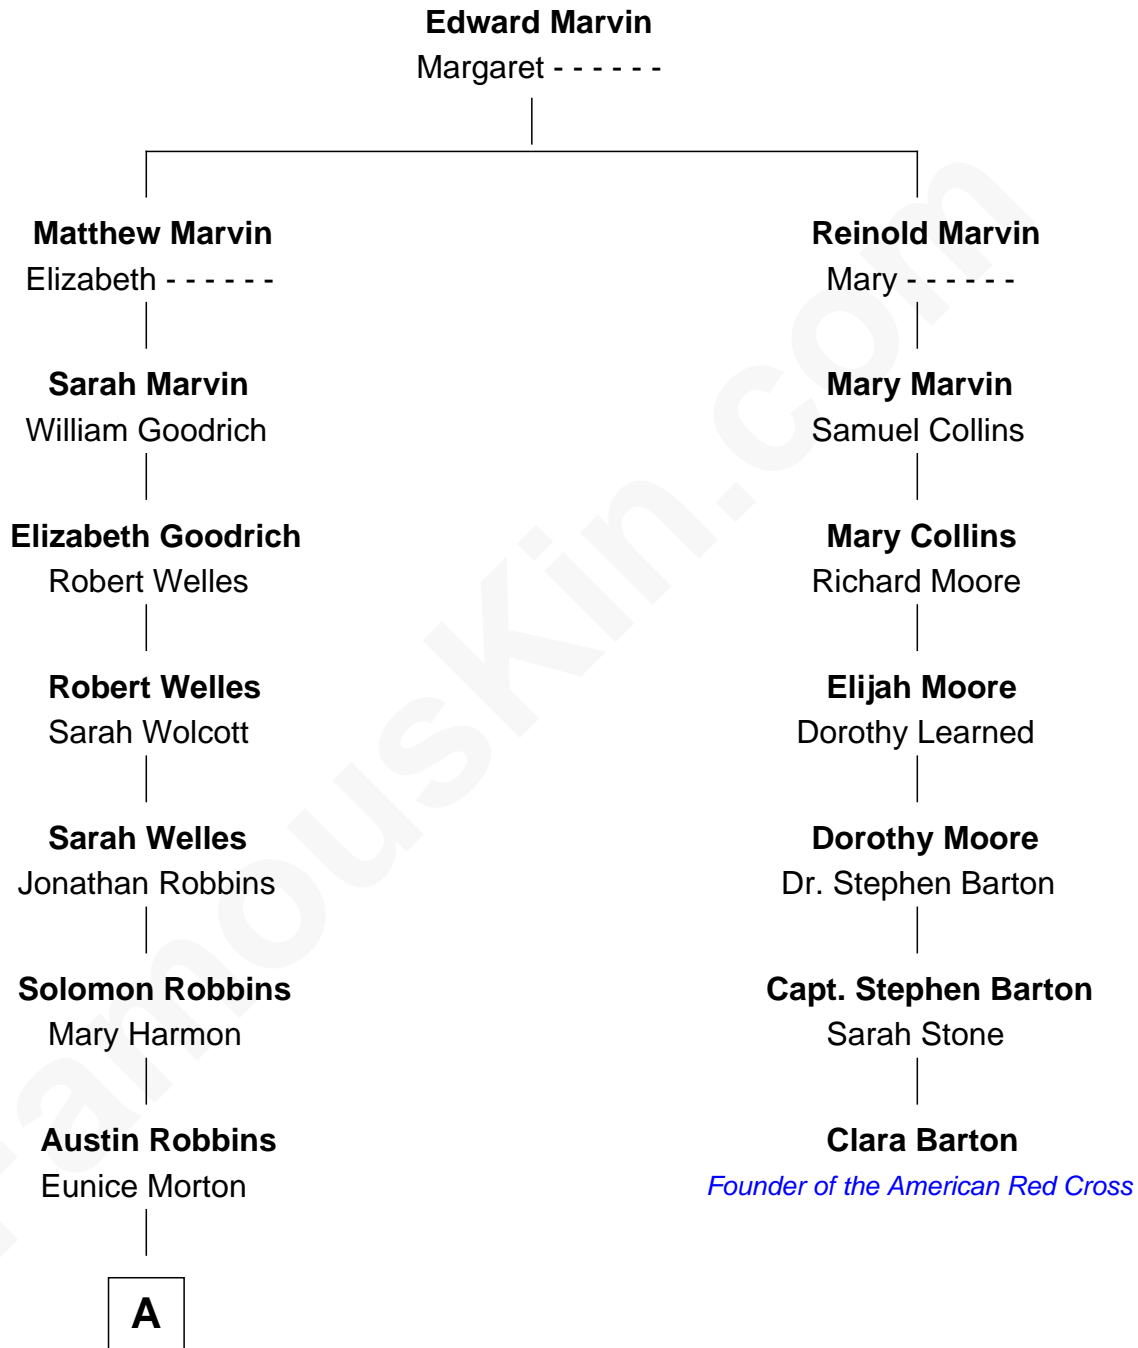 Edward Marvin
Margaret - - - - - -
Matthew Marvin
Elizabeth - - - - - -
Sarah Marvin
William Goodrich
Elizabeth Goodrich
Robert Welles
Robert Welles
Sarah Wolcott
Sarah Welles
Jonathan Robbins
Solomon Robbins
Mary Harmon
Austin Robbins
Eunice Morton
A
Reinold Marvin
Mary - - - - - -
Mary Marvin
Samuel Collins
Mary Collins
Richard Moore
Elijah Moore
Dorothy Learned
Dorothy Moore
Dr. Stephen Barton
Capt. Stephen Barton
Sarah Stone
Clara Barton
Founder of the American Red Cross
FamousKin.com